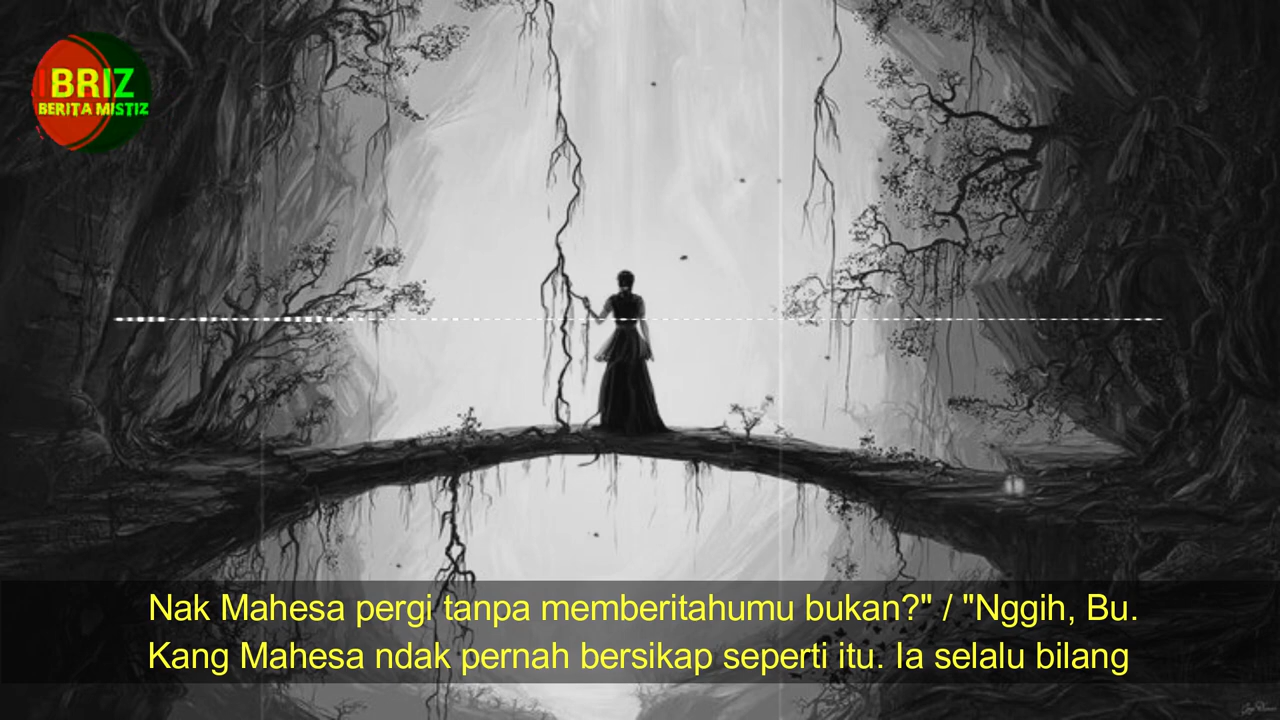 BRIZ
BERITA MISTIZ
Nak Mahesa pergi tanpa memberitahumu bukan?" / "Nggih, Bu.
Kang Mahesa ndak pernah bersikap seperti itu. Ia selalu bilang